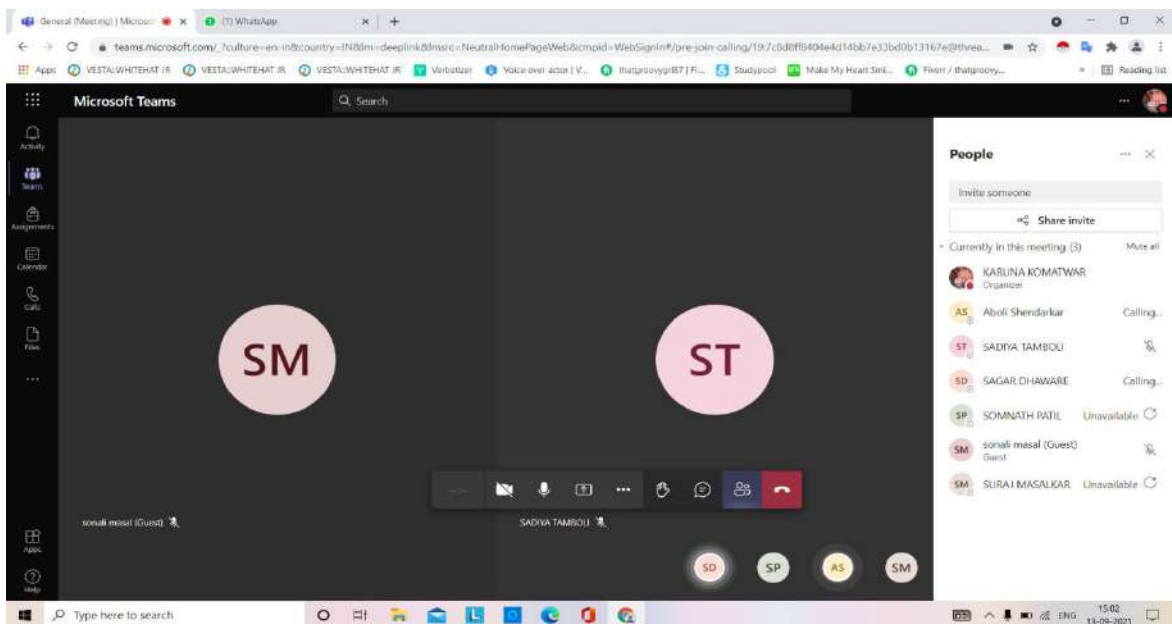 General (Meeting) | Microsoft
(1) WhatsApp
Apps
VESTA::WHITEHAT JR
VESTA::WHITEHAT JR
VESTA::WHITEHAT JR
Verbatizer
Voice over actor | V...
thatgroovygrl87 | Fi...
Studypool
Make My Heart Smi...
Fiverr / thatgroovy...
Reading list
Microsoft Teams
Search
Activity
Teams
Assignments
Calendar
Calls
Files
Apps
Help
SM
ST
sonali masal (Guest)
SADIYA TAMBOLI
SD
SP
AS
SM
People
Invite someone
Share invite
Currently in this meeting (3)
Mute all
KARUNA KOMATWAR
Organizer
AS Aboli Shendarkar Calling...
ST SADIYA TAMBOLI
SD SAGAR DHAWARE Calling...
SP SOMNATH PATIL Unavailable
SM sonali masal (Guest)
Guest
SM SURAJ MASALKAR Unavailable
Type here to search
ENG
15:02
13-09-2021